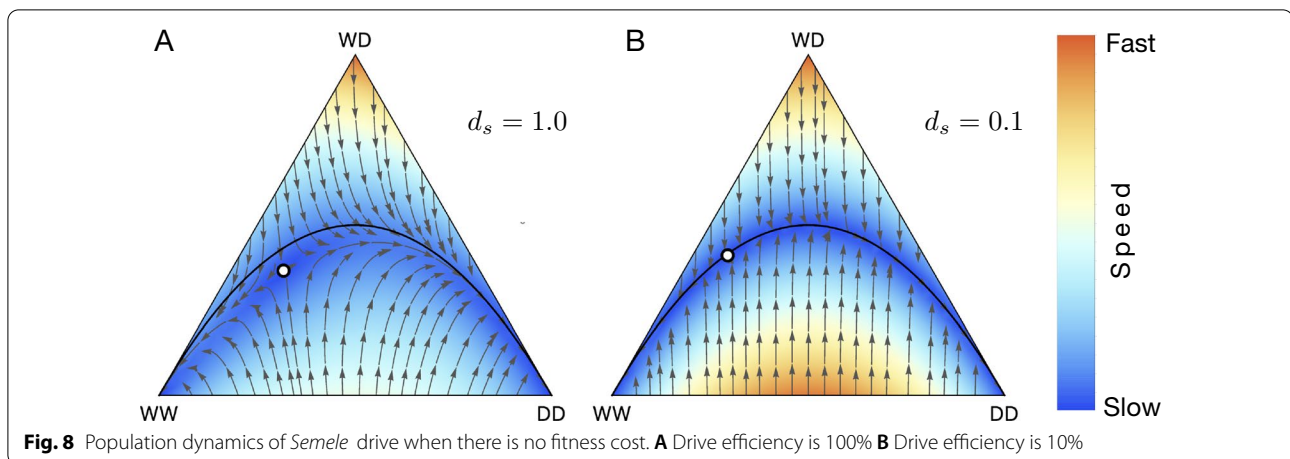 A
WD
d_s = 1.0
WW
DD
B
WD
d_s = 0.1
WW
DD
Fast
Speed
Slow
Fig. 8 Population dynamics of Semele drive when there is no fitness cost. A Drive efficiency is 100% B Drive efficiency is 10%